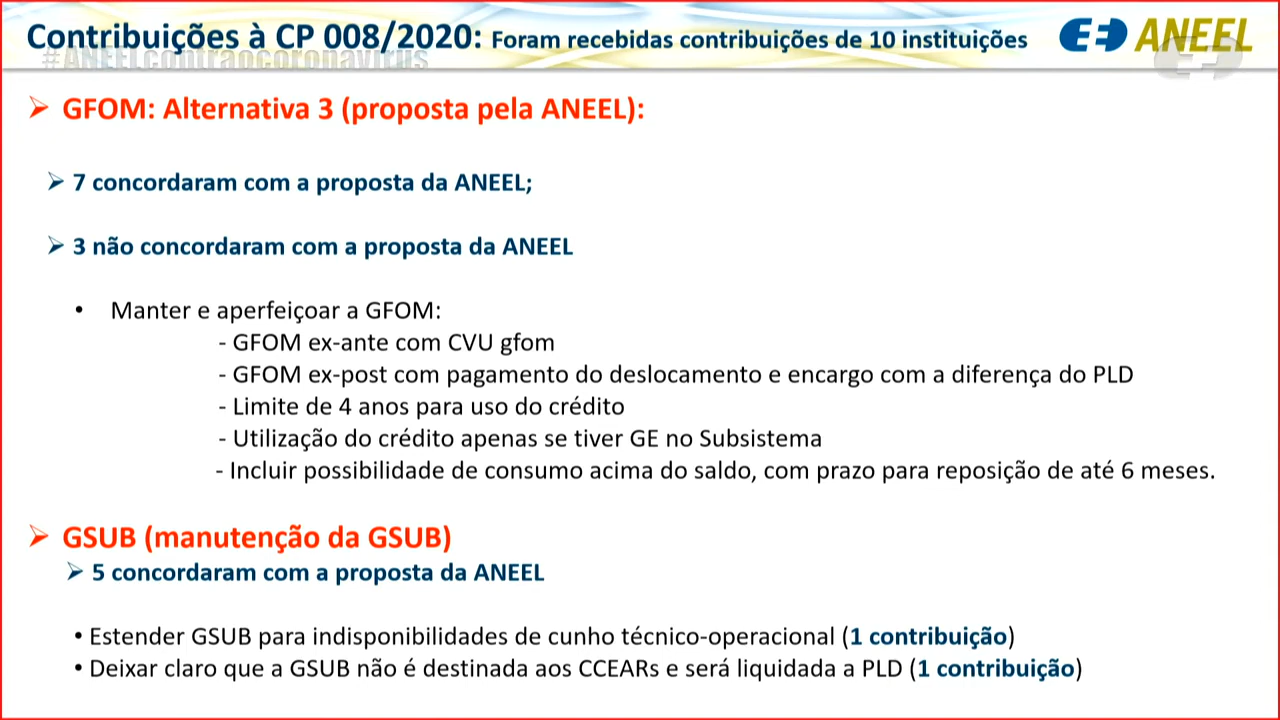 Contribuições à CP 008/2020: Foram recebidas contribuições de 10 instituições
ANEEL
#ANEELcontraocoronavirus
GFOM: Alternativa 3 (proposta pela ANEEL):
7 concordaram com a proposta da ANEEL;
3 não concordaram com a proposta da ANEEL
• Manter e aperfeiçoar a GFOM:
- GFOM ex-ante com CVU gfom
- GFOM ex-post com pagamento do deslocamento e encargo com a diferença do PLD
- Limite de 4 anos para uso do crédito
- Utilização do crédito apenas se tiver GE no Subsistema
- Incluir possibilidade de consumo acima do saldo, com prazo para reposição de até 6 meses.
GSUB (manutenção da GSUB)
5 concordaram com a proposta da ANEEL
• Estender GSUB para indisponibilidades de cunho técnico-operacional (1 contribuição)
• Deixar claro que a GSUB não é destinada aos CCEARs e será liquidada a PLD (1 contribuição)